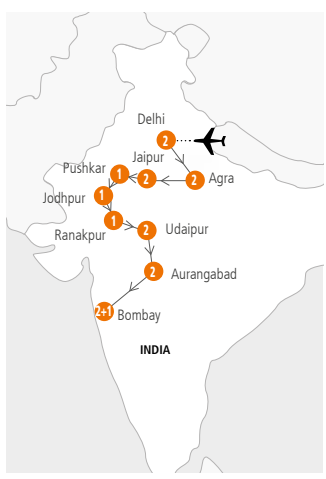 Delhi
2
Jaipur
Pushkar
1
2
2
Agra
Jodhpur
1
1
Ranakpur
2
Udaipur
2
Aurangabad
2+1
Bombay
INDIA